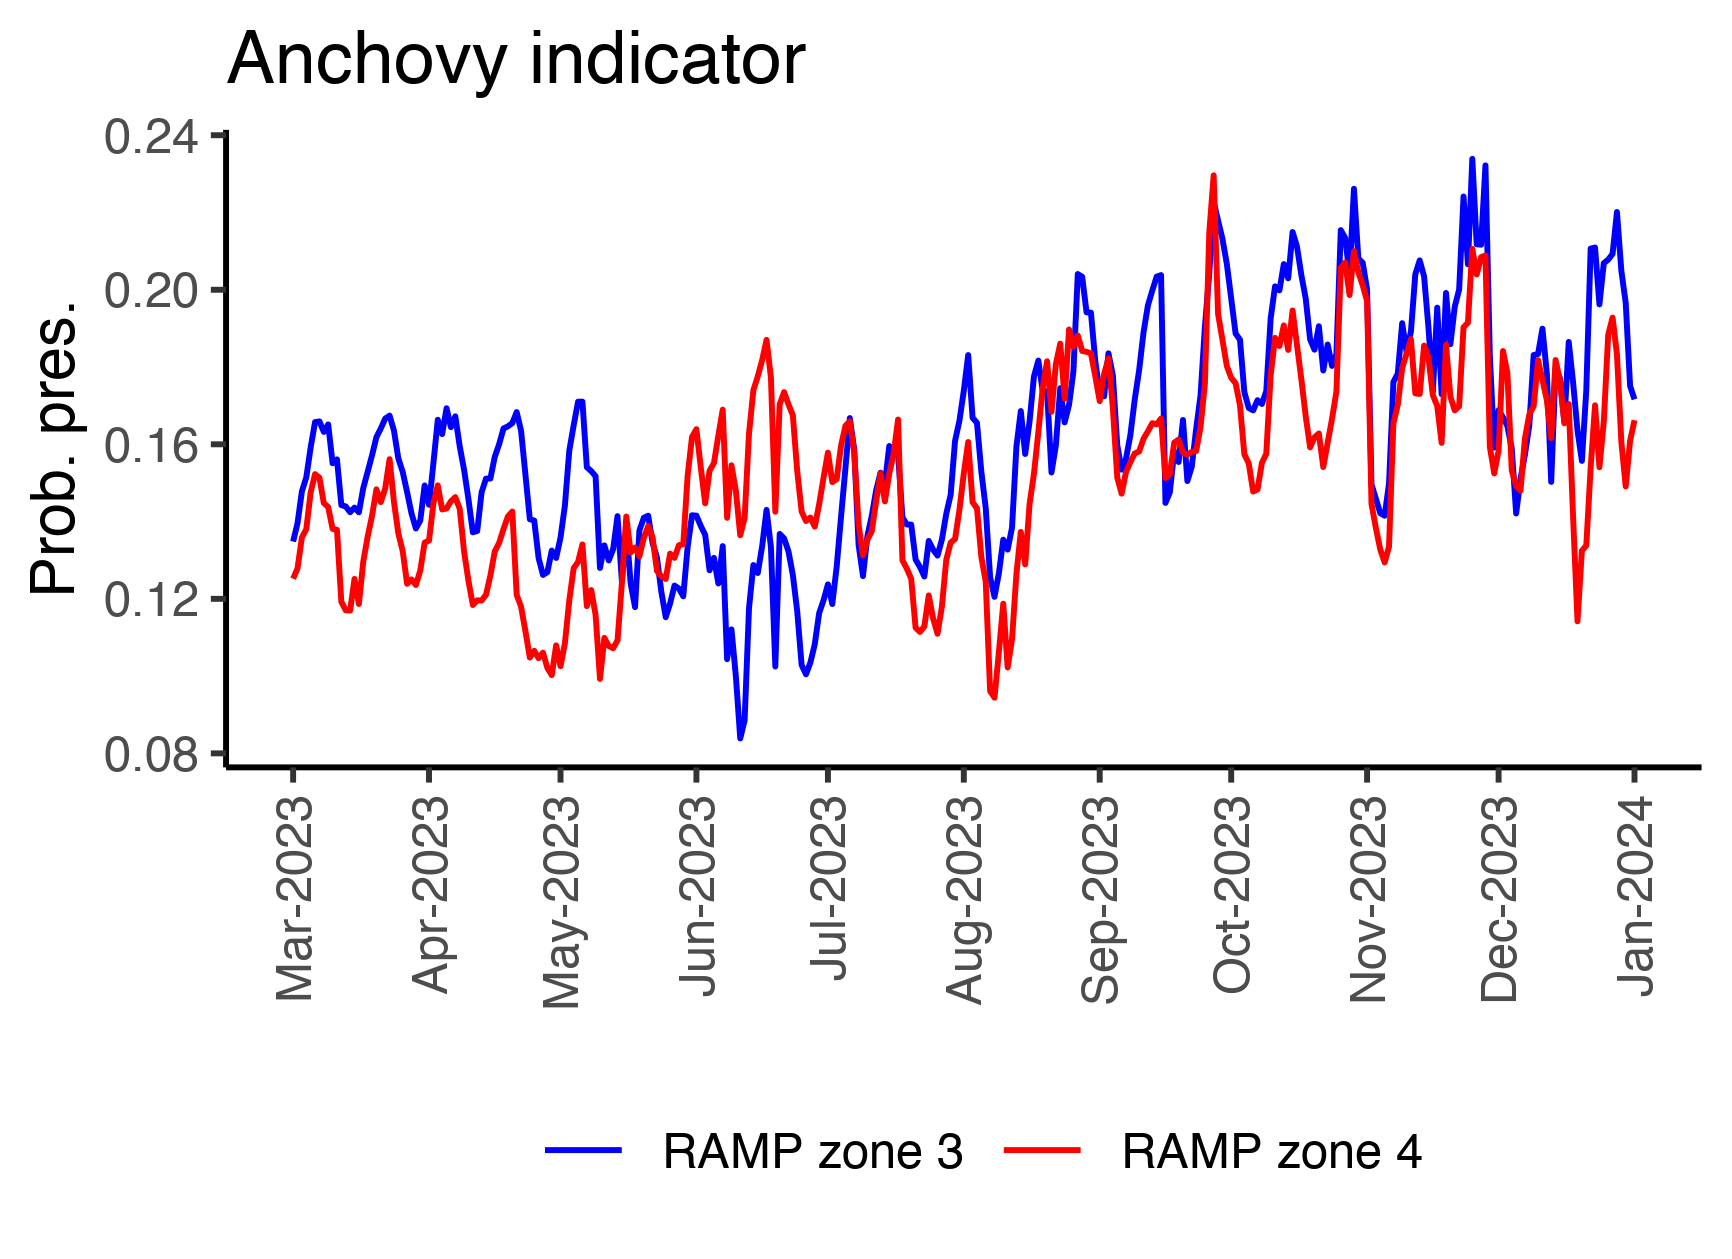 Anchovy indicator
Prob. pres.
0.24
0.20
0.16
0.12
0.08
Mar-2023
Apr-2023
May-2023
Jun-2023
Jul-2023
Aug-2023
Sep-2023
Oct-2023
Nov-2023
Dec-2023
Jan-2024
RAMP zone 3
RAMP zone 4